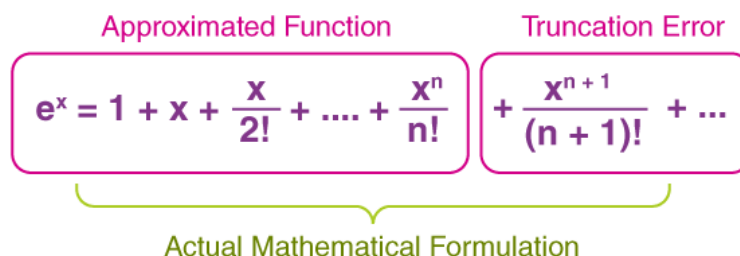 Approximated Function Truncation Error
eˣ = 1 + x + x/2! + .... + xⁿ/n! + xⁿ⁺¹/(n + 1)! + ...
Actual Mathematical Formulation